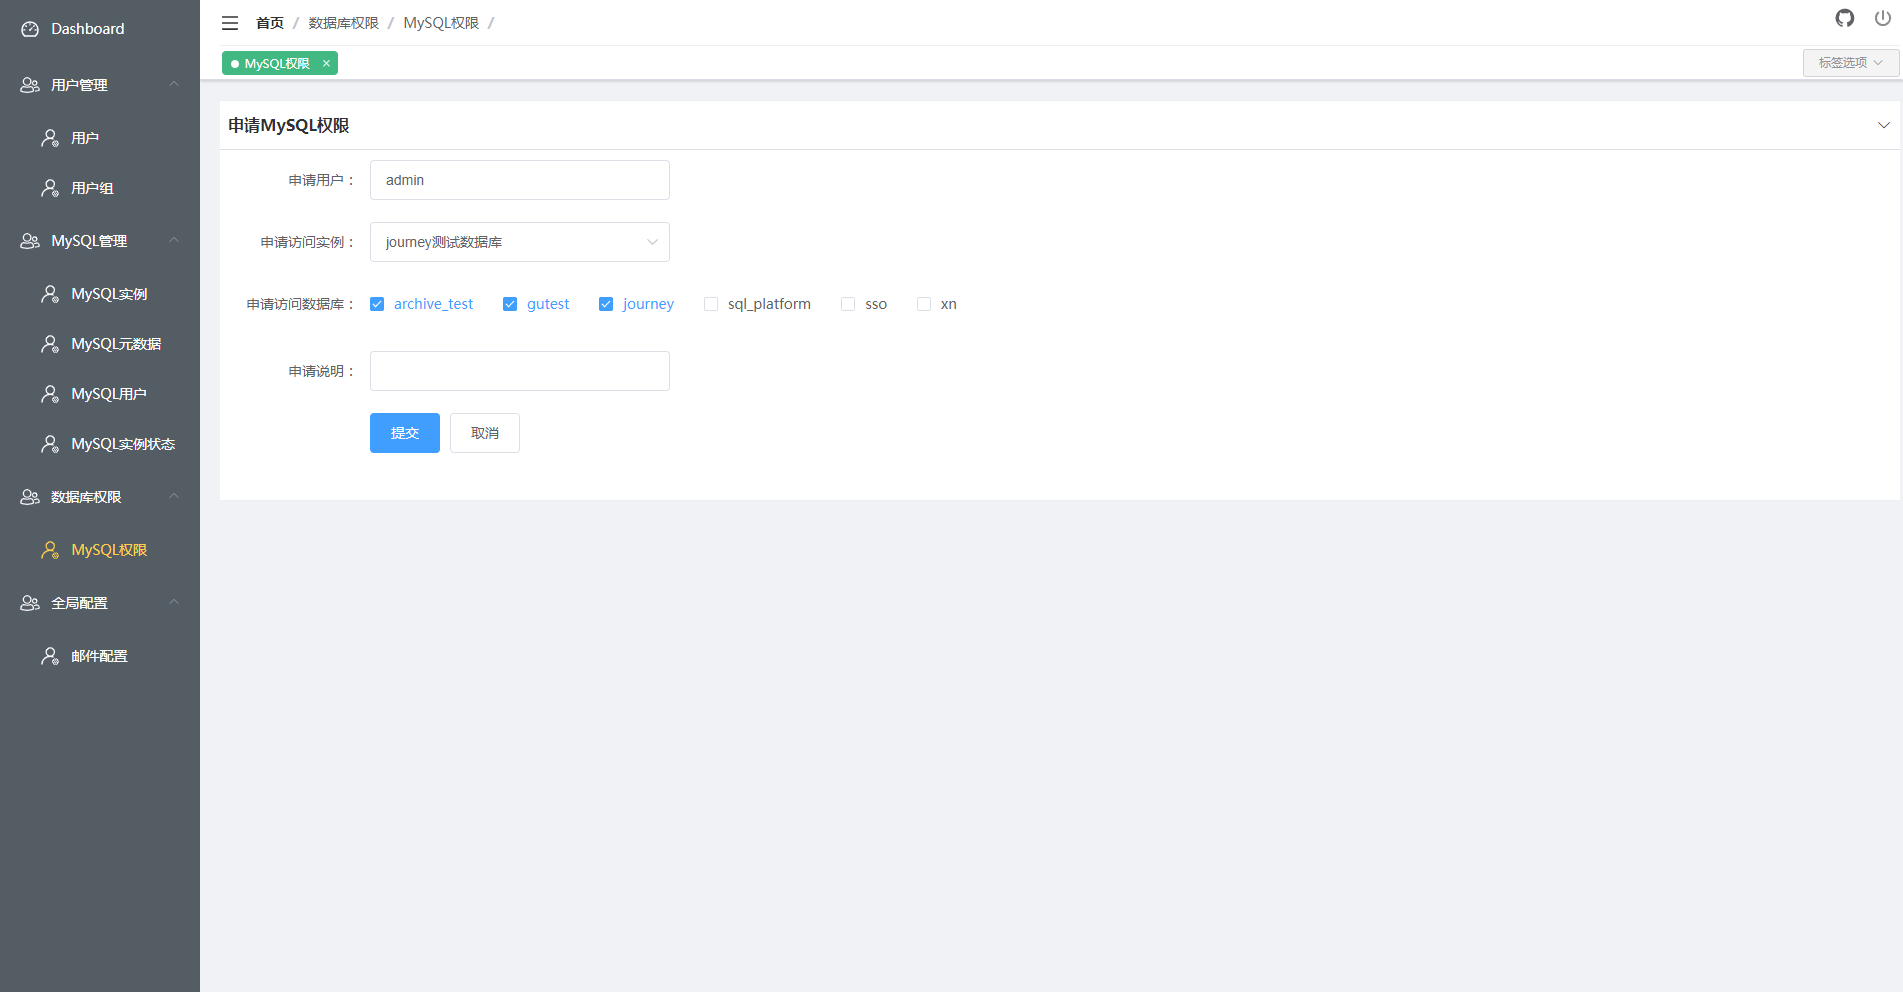 Dashboard
用户管理
用户
用户组
MySQL管理
MySQL实例
MySQL元数据
MySQL用户
MySQL实例状态
数据库权限
MySQL权限
全局配置
邮件配置
首页 / 数据库权限 / MySQL权限 /
MySQL权限 ×
标签选项
申请MySQL权限
申请用户： admin
申请访问实例： journey测试数据库
申请访问数据库： archive_test gutest journey sql_platform sso xn
申请说明：
提交 取消